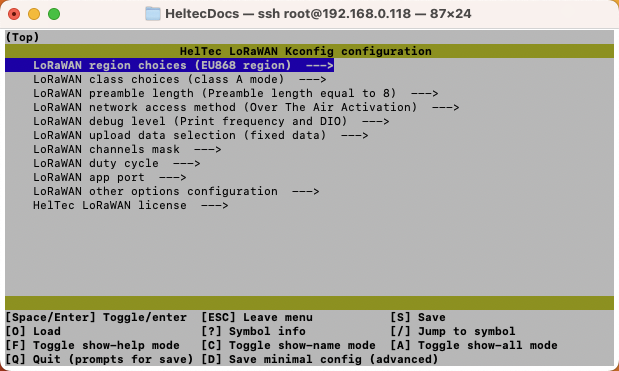 HeltecDocs — ssh root@192.168.0.118 — 87×24
(Top)
HelTec LoRaWAN Kconfig configuration
LoRaWAN region choices (EU868 region)  --->
LoRaWAN class choices (class A mode)  --->
LoRaWAN preamble length (Preamble length equal to 8)  --->
LoRaWAN network access method (Over The Air Activation)  --->
LoRaWAN debug level (Print frequency and DIO)  --->
LoRaWAN upload data selection (fixed data)  --->
LoRaWAN channels mask  --->
LoRaWAN duty cycle  --->
LoRaWAN app port  --->
LoRaWAN other options configuration  --->
HelTec LoRaWAN license  --->
[Space/Enter] Toggle/enter  [ESC] Leave menu  [S] Save
[O] Load  [?] Symbol info  [/] Jump to symbol
[F] Toggle show-help mode  [C] Toggle show-name mode  [A] Toggle show-all mode
[Q] Quit (prompts for save) [D] Save minimal config (advanced)